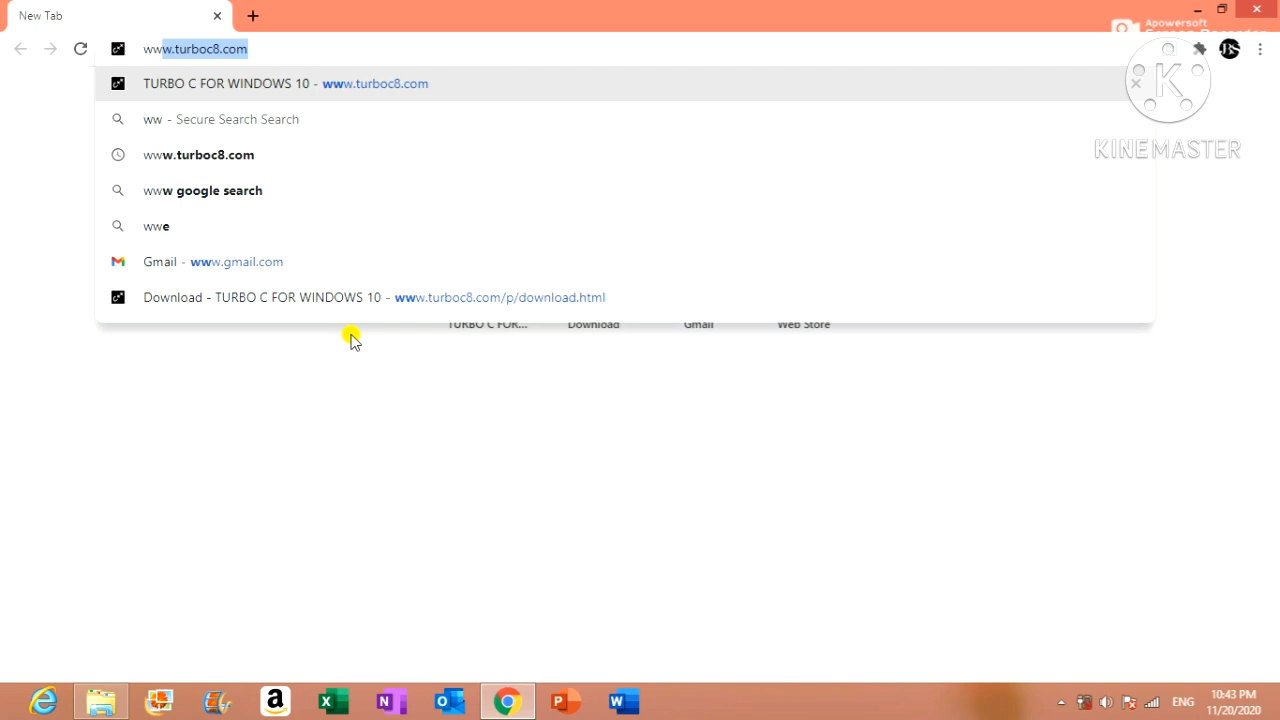 New Tab
Apowersoft
www.turboc8.com
TURBO C FOR WINDOWS 10 - www.turboc8.com
ww - Secure Search Search
www.turboc8.com
www google search
wwe
Gmail - www.gmail.com
Download - TURBO C FOR WINDOWS 10 - www.turboc8.com/p/download.html
K
KINEMASTER
TURBO C FOR... Download Gmail Web Store
ENG
10:43 PM
11/20/2020